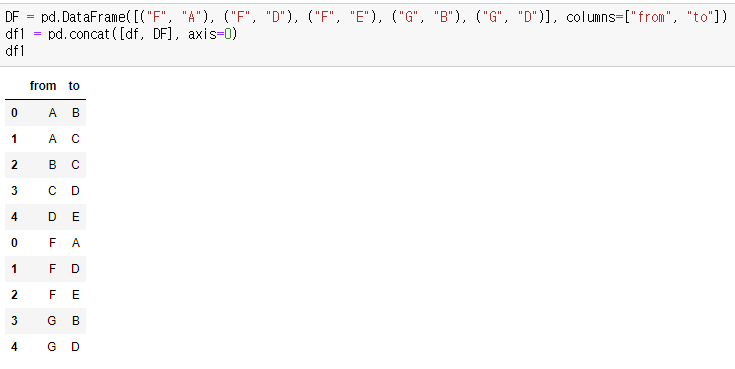 DF = pd.DataFrame([("F", "A"), ("F", "D"), ("F", "E"), ("G", "B"), ("G", "D")], columns=["from", "to"])
df1 = pd.concat([df, DF], axis=0)
df1
from to
0 A B
1 A C
2 B C
3 C D
4 D E
0 F A
1 F D
2 F E
3 G B
4 G D